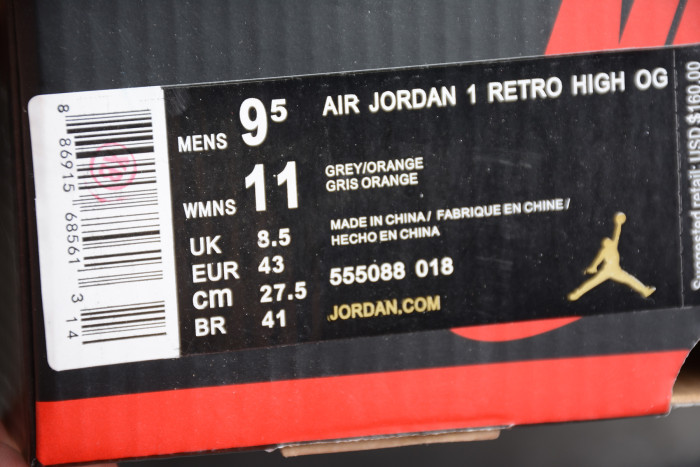 8 86915 68561 3 14
MENS 9⁵
WMNS 11
UK 8.5
EUR 43
cm 27.5
BR 41
AIR JORDAN 1 RETRO HIGH OG
GREY/ORANGE
GRIS ORANGE
MADE IN CHINA / FABRIQUE EN CHINE /
HECHO EN CHINA
555088 018
JORDAN.COM
retail: USD $160.00